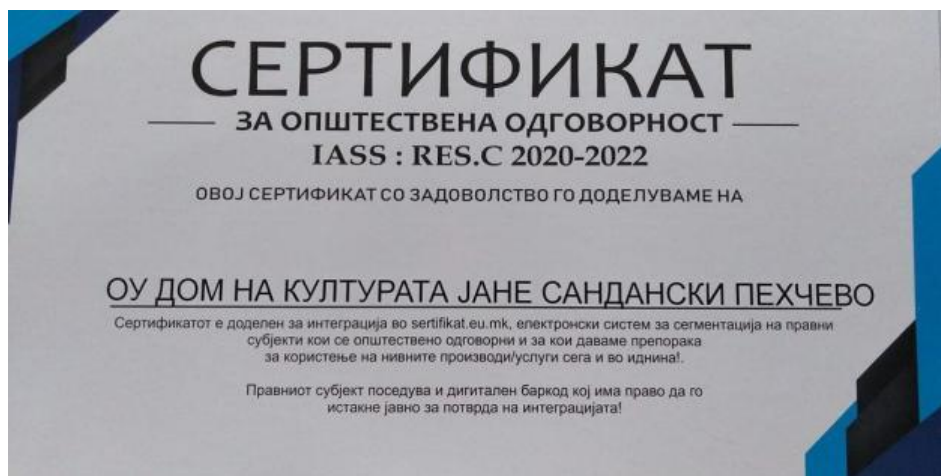 СЕРТИФИКАТ
ЗА ОПШТЕСТВЕНА ОДГОВОРНОСТ
IASS : RES.C 2020-2022
ОВОЈ СЕРТИФИКАТ СО ЗАДОВОЛСТВО ГО ДОДЕЛУВАМЕ НА
ОУ ДОМ НА КУЛТУРАТА ЈАНЕ САНДАНСКИ ПЕХЧЕВО
Сертификатот е доделен за интеграција во sertifikat.eu.mk, електронски систем за сегментација на правни
субјекти кои се општествено одговорни и за кои даваме препорака
за користење на нивните производи/услуги сега и во иднина!.
Правниот субјект поседува и дигитален баркод кој има право да го
истакне јавно за потврда на интеграцијата!